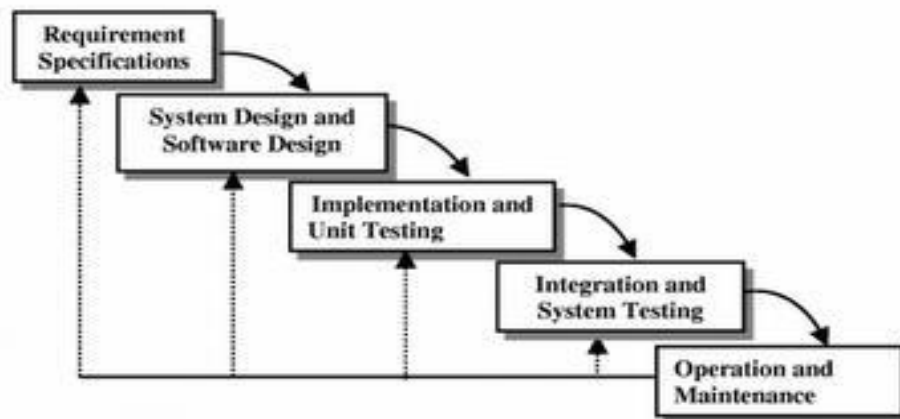 Requirement
Specifications
System Design and
Software Design
Implementation and
Unit Testing
Integration and
System Testing
Operation and
Maintenance